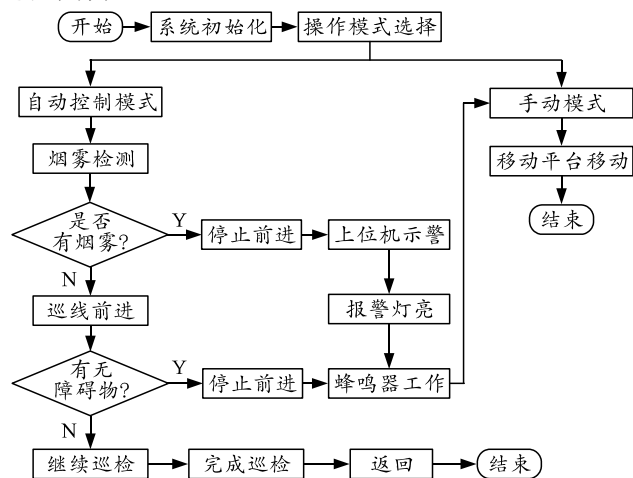 开始
系统初始化
操作模式选择
自动控制模式
手动模式
烟雾检测
移动平台移动
是否
有烟雾?
Y
停止前进
上位机示警
结束
N
巡线前进
报警灯亮
有无
障碍物?
Y
停止前进
蜂鸣器工作
N
继续巡检
完成巡检
返回
结束